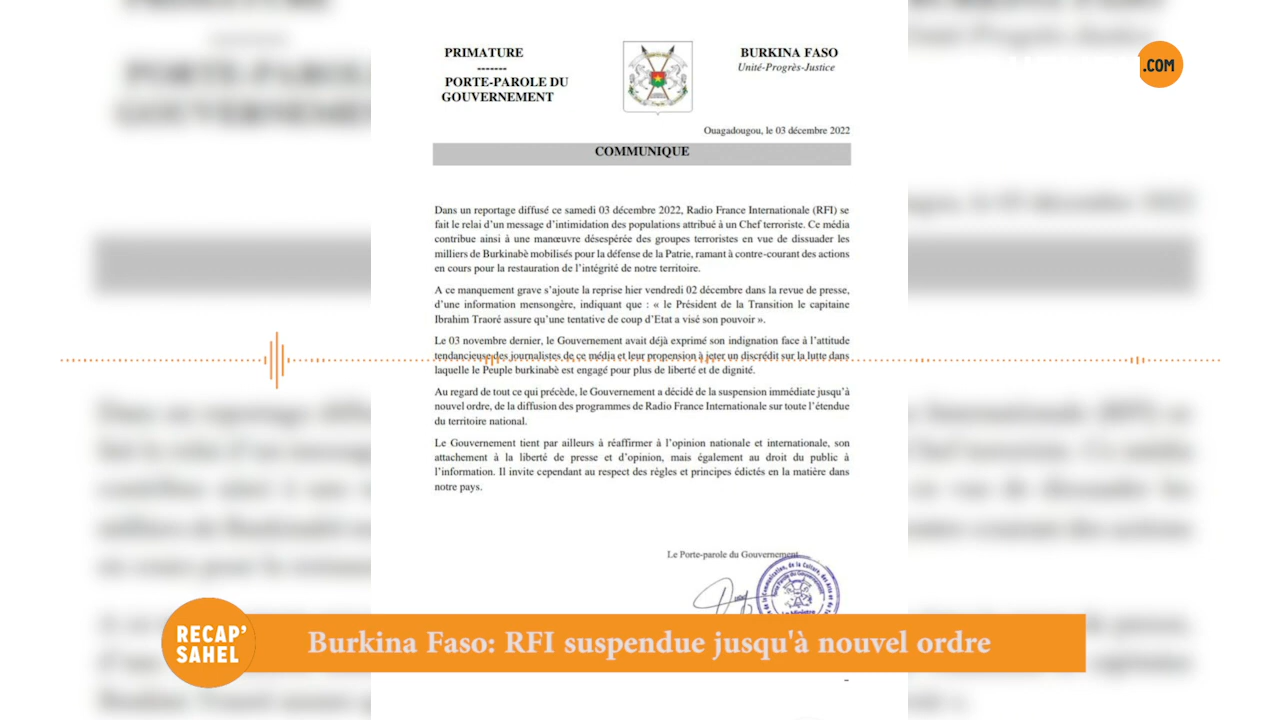 PRIMATURE
-------
PORTE-PAROLE DU
GOUVERNEMENT
BURKINA FASO
Unité-Progrès-Justice
.COM
Ouagadougou, le 03 décembre 2022
COMMUNIQUE
Dans un reportage diffusé ce samedi 03 décembre 2022, Radio France Internationale (RFI) se
fait le relai d’un message d’intimidation des populations attribué à un Chef terroriste. Ce média
contribue ainsi à une manœuvre désespérée des groupes terroristes en vue de dissuader les
milliers de Burkinabè mobilisés pour la défense de la Patrie, ramant à contre-courant des actions
en cours pour la restauration de l’intégrité de notre territoire.
A ce manquement grave s’ajoute la reprise hier vendredi 02 décembre dans la revue de presse,
d’une information mensongère, indiquant que : « le Président de la Transition le capitaine
Ibrahim Traoré assure qu’une tentative de coup d’Etat a visé son pouvoir ».
Le 03 novembre dernier, le Gouvernement avait déjà exprimé son indignation face à l’attitude
tendancieuse des journalistes de ce média et leur propension à jeter un discrédit sur la lutte dans
laquelle le Peuple burkinabè est engagé pour plus de liberté et de dignité.
Au regard de tout ce qui précède, le Gouvernement a décidé de la suspension immédiate jusqu’à
nouvel ordre, de la diffusion des programmes de Radio France Internationale sur toute l’étendue
du territoire national.
Le Gouvernement tient par ailleurs à réaffirmer à l’opinion nationale et internationale, son
attachement à la liberté de presse et d’opinion, mais également au droit du public à
l’information. Il invite cependant au respect des règles et principes édictés en la matière dans
notre pays.
Le Porte-parole du Gouvernement
RECAP'
SAHEL
Burkina Faso: RFI suspendue jusqu'à nouvel ordre